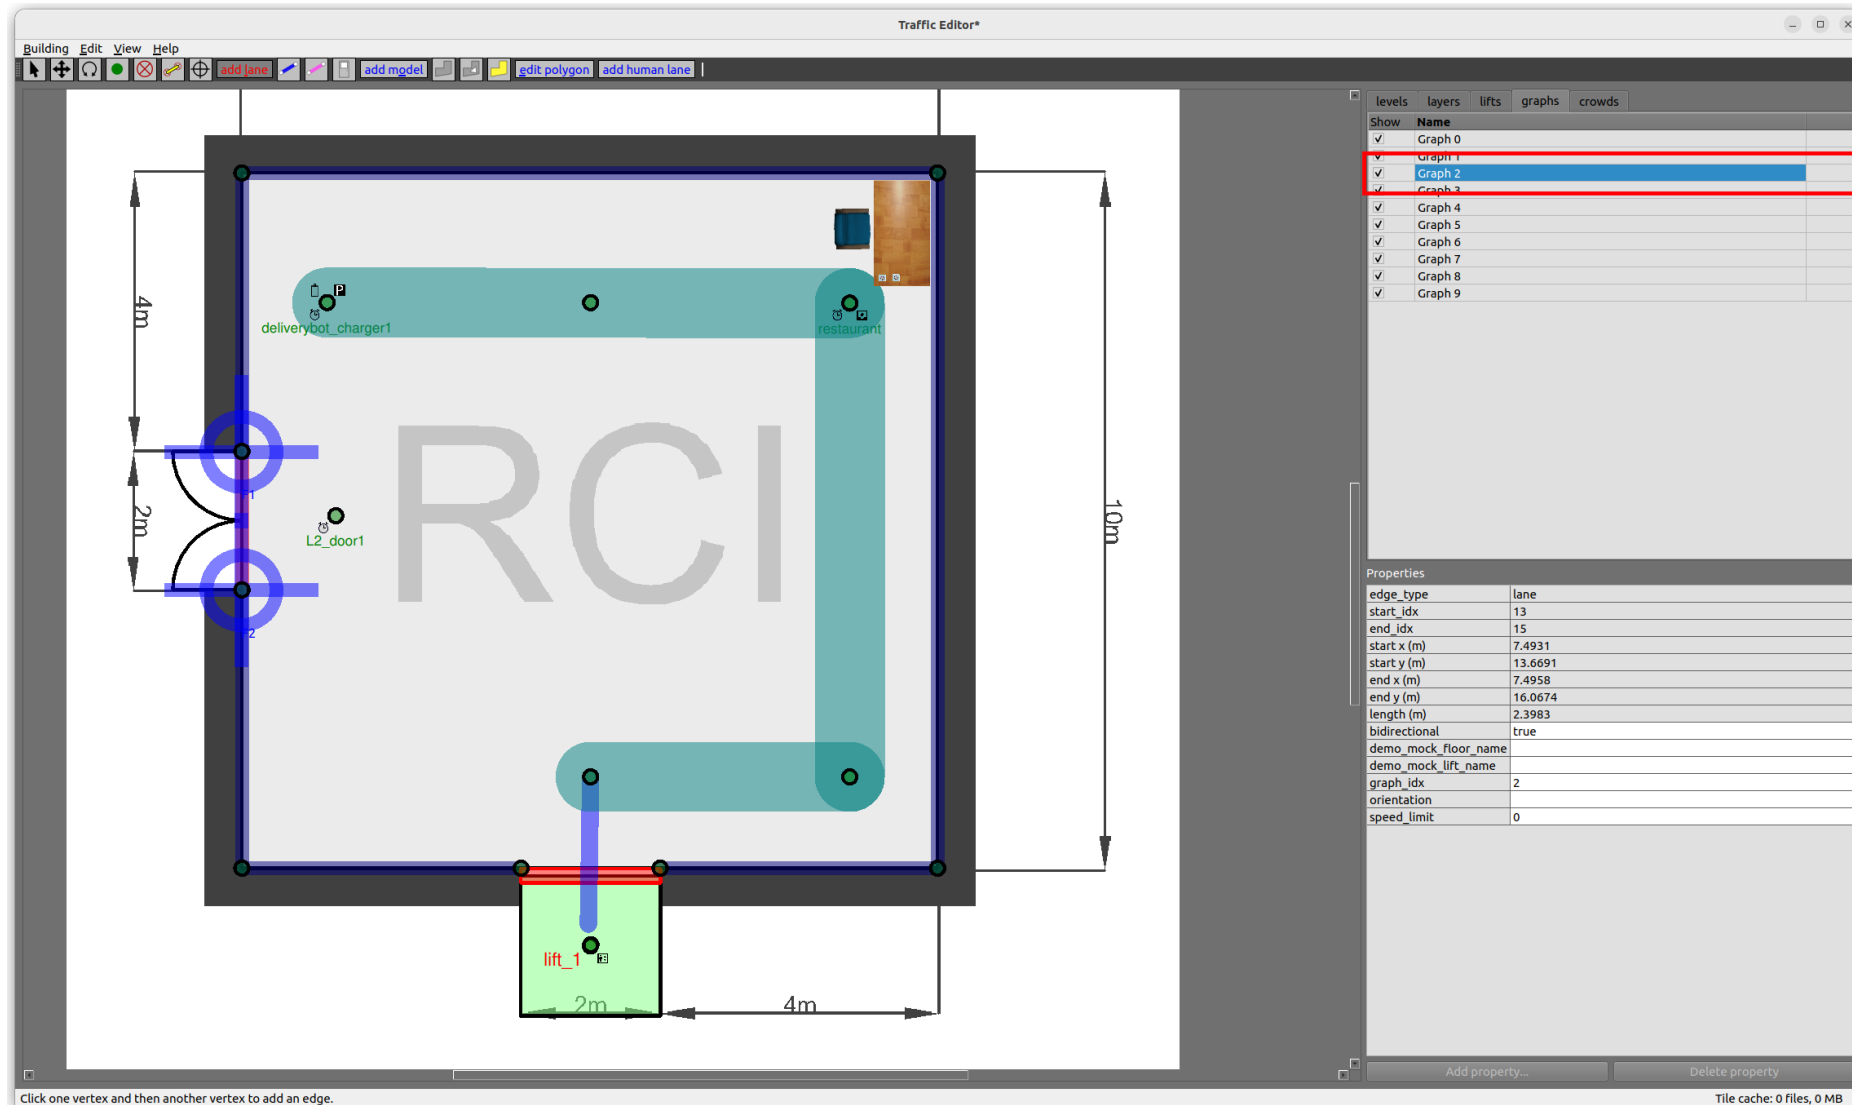 Traffic Editor*
Building Edit View Help
add lane add model edit polygon add human lane
levels layers lifts graphs crowds
Show Name
Graph 0
Graph 1
Graph 2
Graph 3
Graph 4
Graph 5
Graph 6
Graph 7
Graph 8
Graph 9
4m
P
deliverybot_charger1
restaurant
RCI
2m
L2_door1
10m
lift_1
2m
4m
Properties
edge_type lane
start_idx 13
end_idx 15
start x (m) 7.4931
start y (m) 13.6691
end x (m) 7.4958
end y (m) 16.0674
length (m) 2.3983
bidirectional true
demo_mock_floor_name
demo_mock_lift_name
graph_idx 2
orientation
speed_limit 0
Add property... Delete property
Click one vertex and then another vertex to add an edge.
Tile cache: 0 files, 0 MB